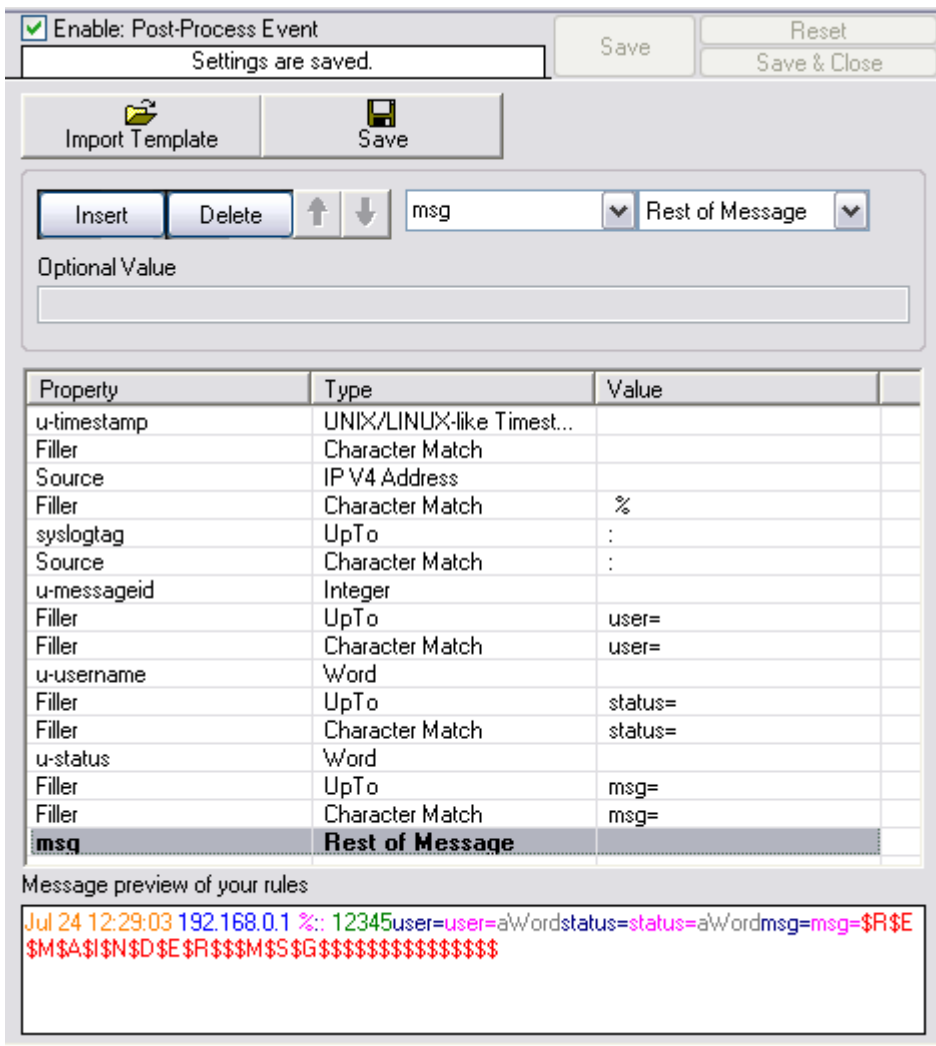 Enable: Post-Process Event
Settings are saved.
Save
Reset
Save & Close
Import Template
Save
Insert
Delete
msg
Rest of Message
Optional Value
Property Type Value
u-timestamp UNIX/LINUX-like Timest...
Filler Character Match
Source IP V4 Address
Filler Character Match %
syslogtag UpTo :
Source Character Match :
u-messageid Integer
Filler UpTo user=
Filler Character Match user=
u-username Word
Filler UpTo status=
Filler Character Match status=
u-status Word
Filler UpTo msg=
Filler Character Match msg=
msg Rest of Message
Message preview of your rules
Jul 24 12:29:03 192.168.0.1 %:: 12345user=user=aWordstatus=status=aWordmsg=msg=$R$E
$M$A$I$N$D$E$R$$$M$S$G$$$$$$$$$$$$$$$